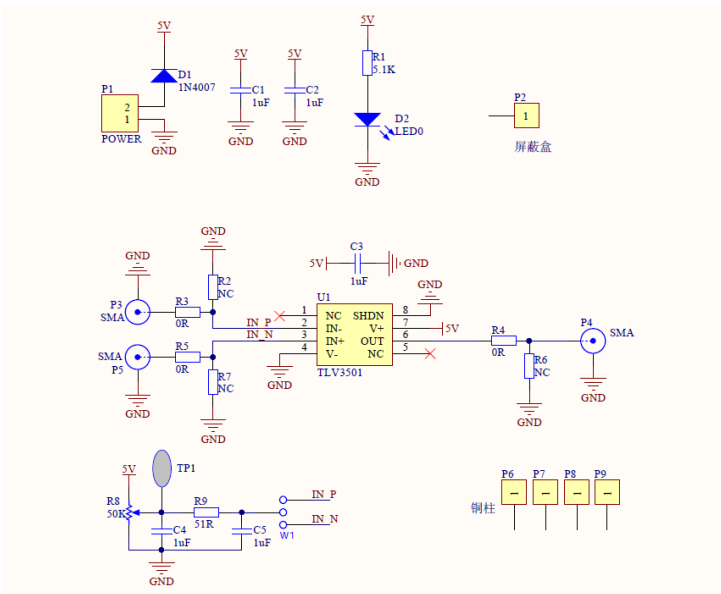 5V
D1
1N4007
P1
2
1
POWER
GND
5V
C1
1uF
GND
5V
C2
1uF
GND
5V
R1
5.1K
D2
LED0
GND
P2
1
屏蔽盒
GND
GND
P3
SMA
R3
0R
R2
NC
IN_P
IN_N
SMA
P5
R5
0R
R7
NC
GND
GND
5V
C3
1uF
GND
U1
1 NC SHDN 8
2 IN- V+ 7
3 IN+ OUT 6
4 V- NC 5
TLV3501
GND
GND
5V
R4
0R
P4
SMA
R6
NC
GND
GND
TP1
5V
R8
50K
R9
51R
C4
1uF
C5
1uF
GND
IN_P
IN_N
W1
P6 P7 P8 P9
1 1 1 1
铜柱